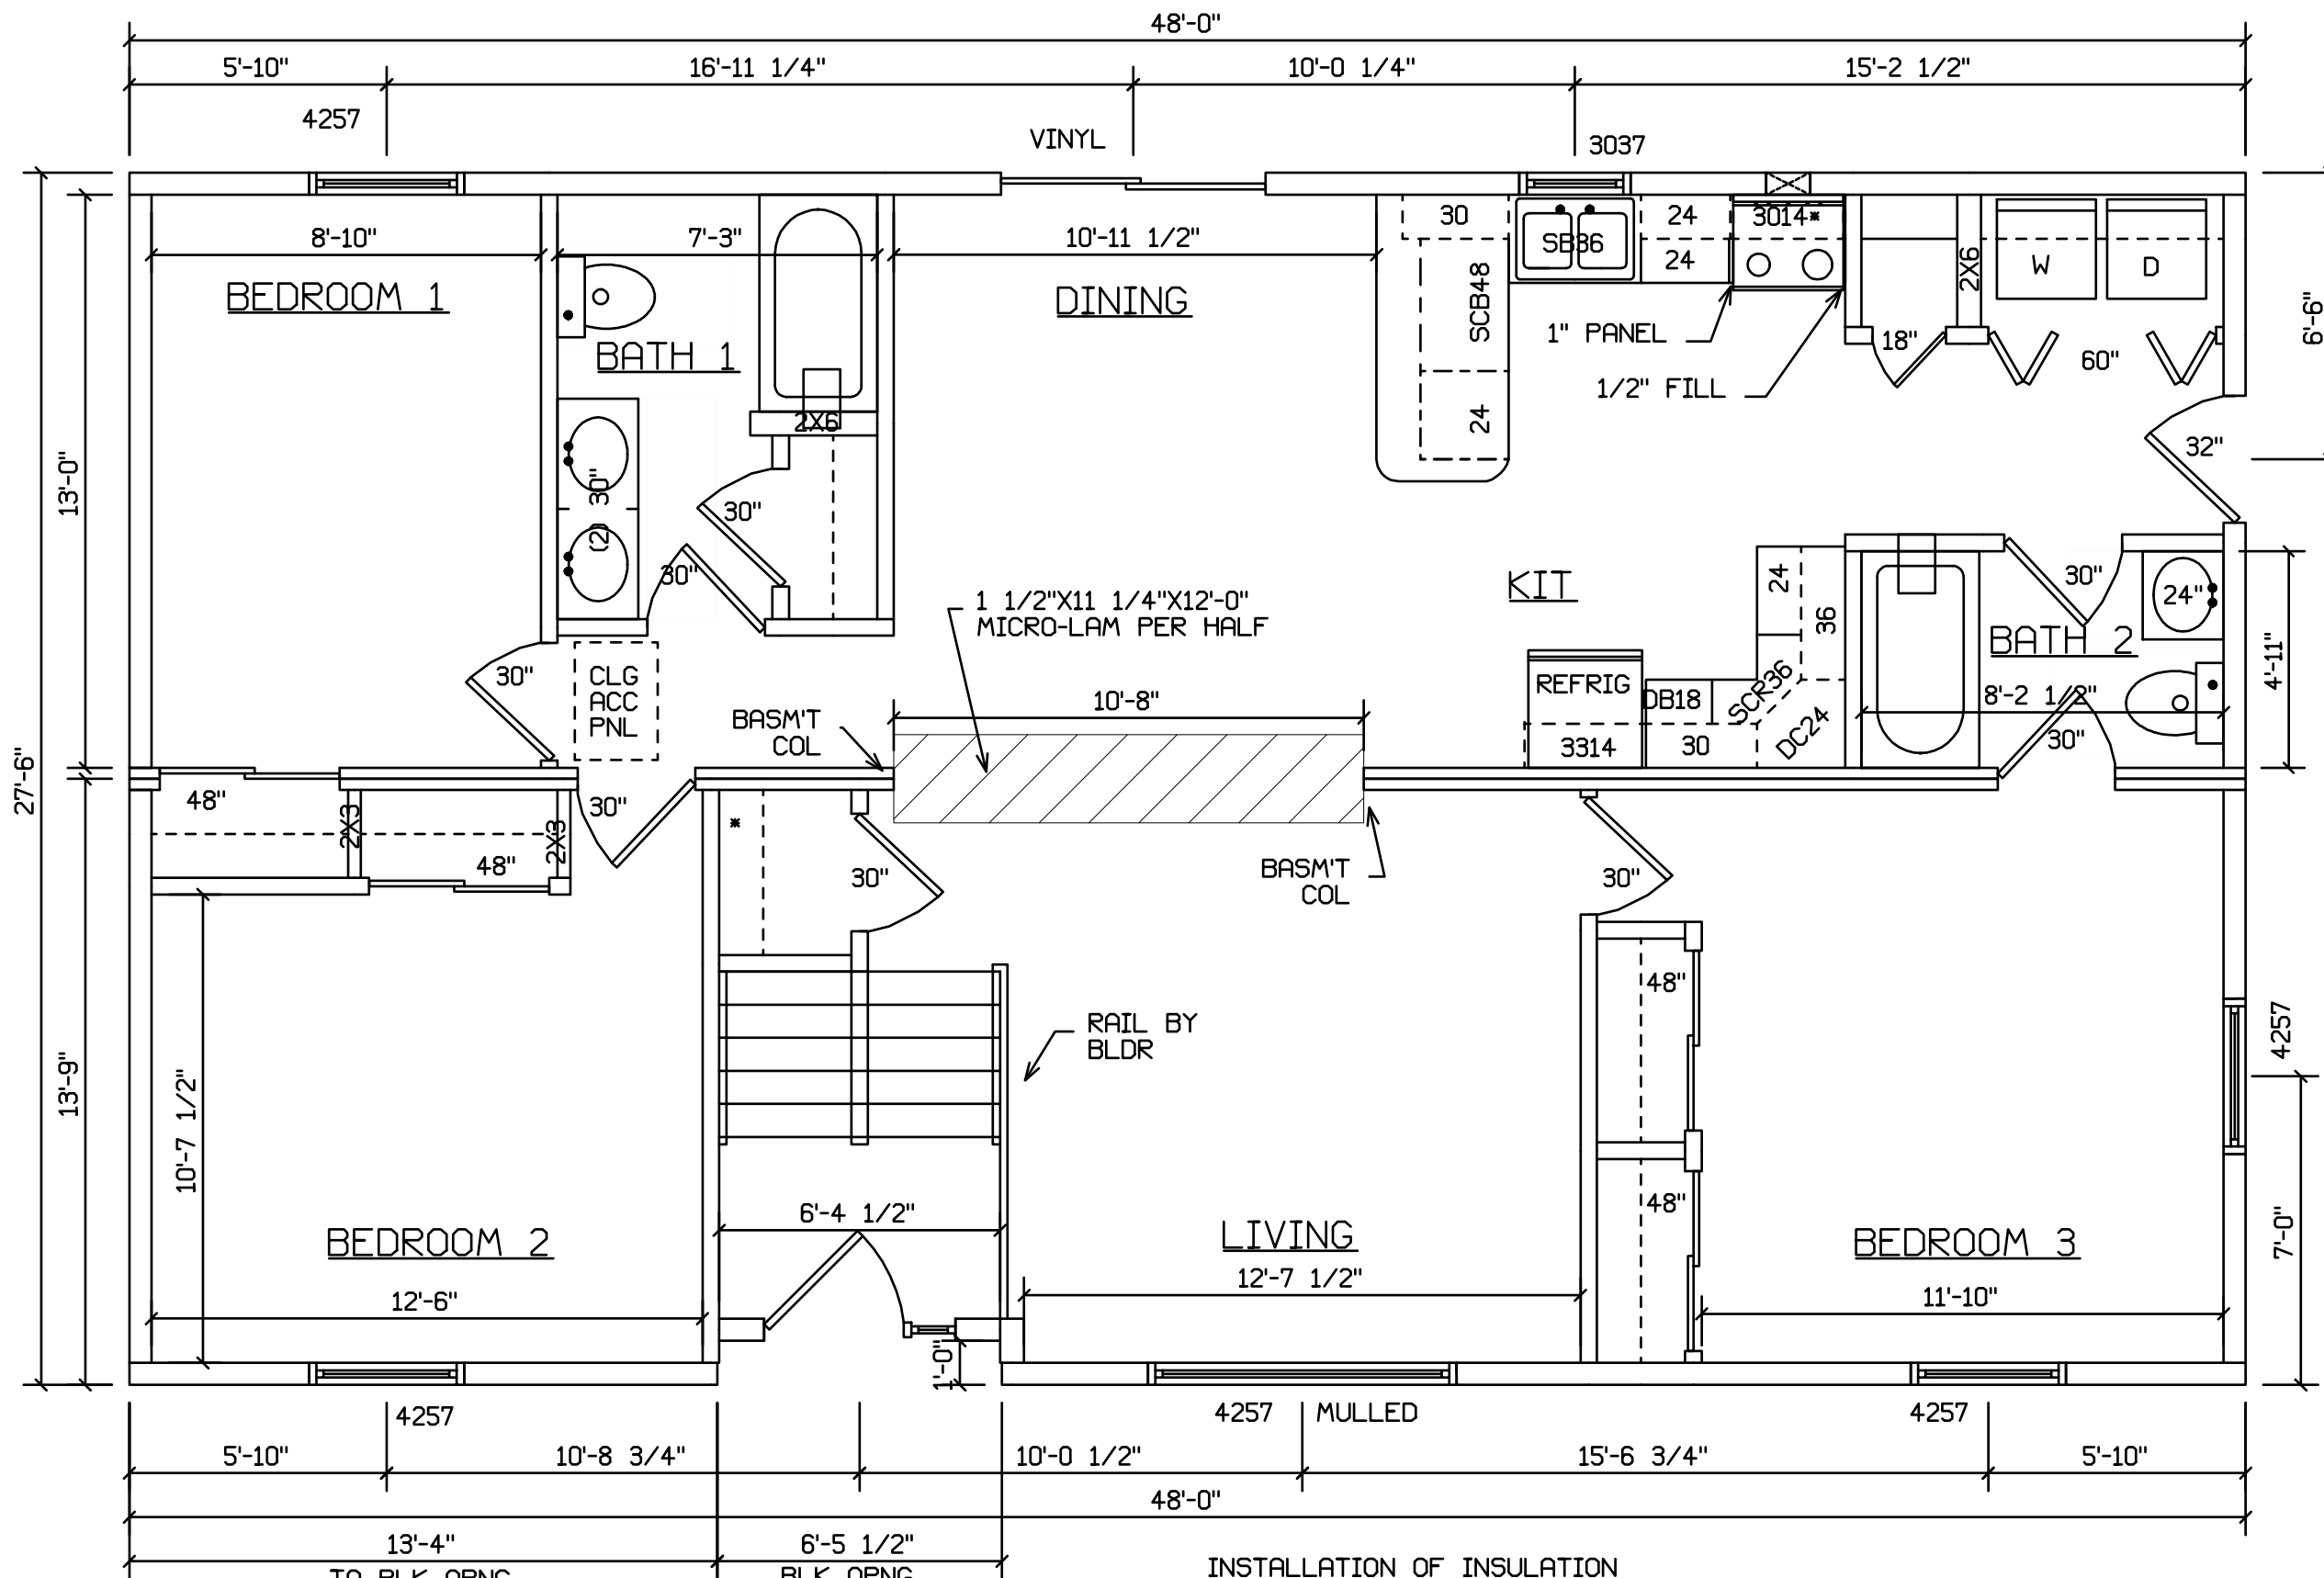 48'-0"
5'-10"
16'-11 1/4"
10'-0 1/4"
15'-2 1/2"
4257
VINYL
3037
8'-10"
7'-3"
10'-11 1/2"
30
SB36
24
24
3014*
2X6
W
D
BEDROOM 1
BATH 1
DINING
SCB48
24
1" PANEL
1/2" FILL
18"
60"
6'-6"
2X6
32"
13'-0"
(2) 30"
30"
30"
1 1/2"X11 1/4"X12'-0"
MICRO-LAM PER HALF
KIT
24
36
30"
24"
BATH 2
4'-11"
30"
CLG
ACC
PNL
BASM'T
COL
10'-8"
REFRIG
DB18
SCR36
DC24
8'-2 1/2"
30"
3314
30
27'-6"
48"
2X3
2X3
48"
30"
*
30"
BASM'T
COL
30"
48"
RAIL BY
BLDR
4257
13'-9"
10'-7 1/2"
48"
6'-4 1/2"
BEDROOM 2
LIVING
BEDROOM 3
7'-0"
12'-6"
12'-7 1/2"
11'-10"
1'-0"
4257
4257 MULLED
4257
5'-10"
10'-8 3/4"
10'-0 1/2"
15'-6 3/4"
5'-10"
48'-0"
13'-4"
6'-5 1/2"
TO BLK OPNG
BLK OPNG
INSTALLATION OF INSULATION